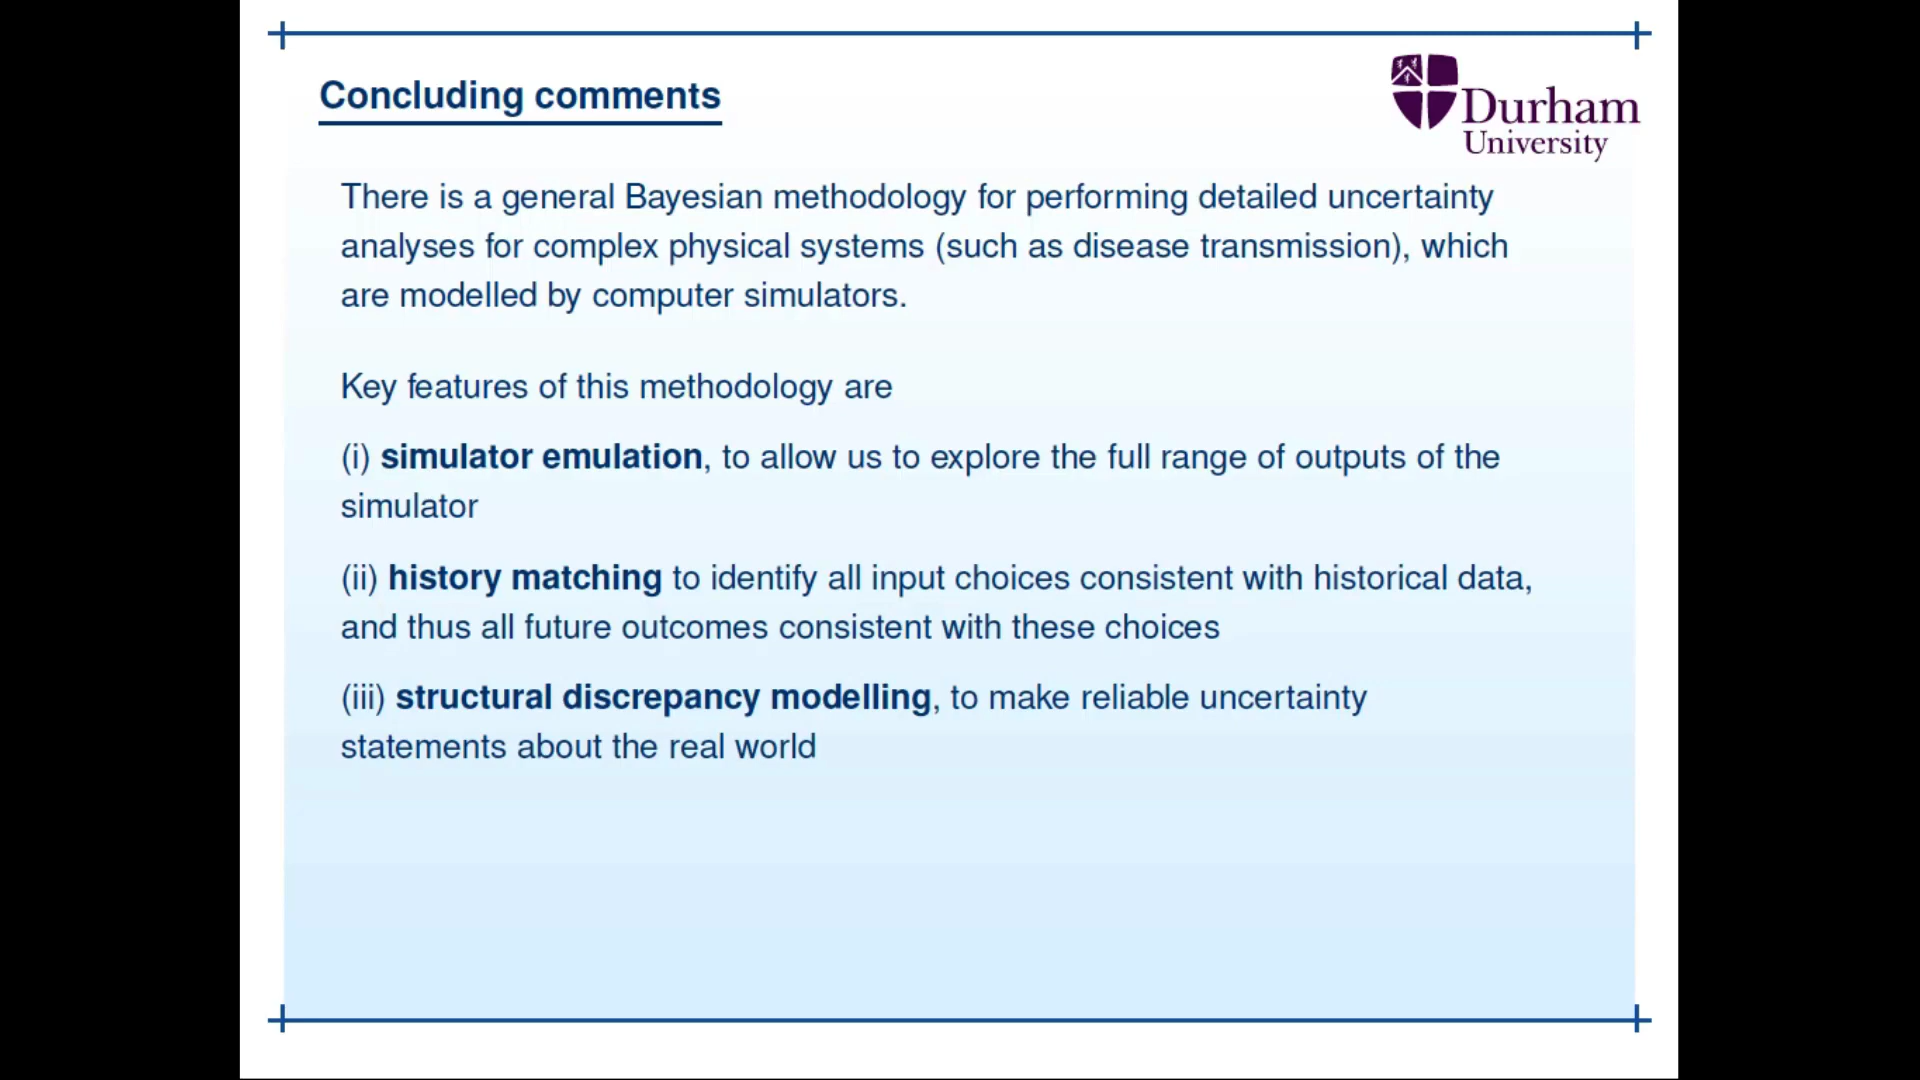 Concluding comments
Durham
University
There is a general Bayesian methodology for performing detailed uncertainty
analyses for complex physical systems (such as disease transmission), which
are modelled by computer simulators.
Key features of this methodology are
(i) simulator emulation, to allow us to explore the full range of outputs of the
simulator
(ii) history matching to identify all input choices consistent with historical data,
and thus all future outcomes consistent with these choices
(iii) structural discrepancy modelling, to make reliable uncertainty
statements about the real world